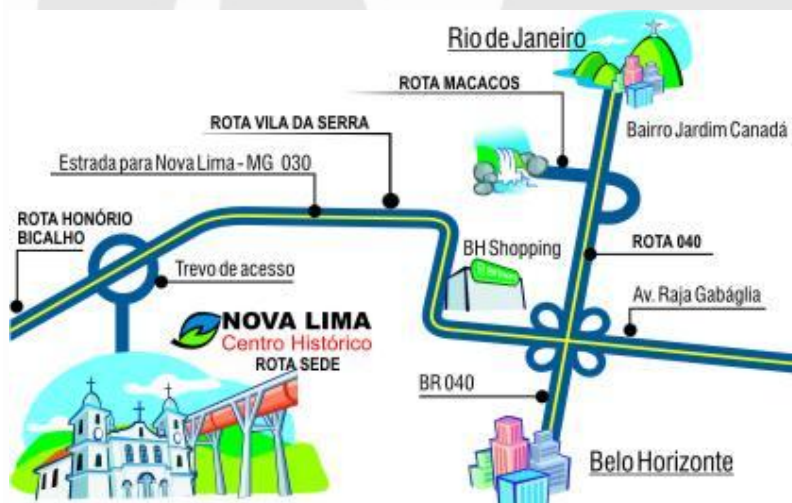 Rio de Janeiro
ROTA MACACOS
ROTA VILA DA SERRA
Bairro Jardim Canadá
Estrada para Nova Lima - MG 030
ROTA HONÓRIO
BICALHO
BH Shopping
ROTA 040
Trevo de acesso
Av. Raja Gabáglia
NOVA LIMA
Centro Histórico
ROTA SEDE
BR 040
Belo Horizonte